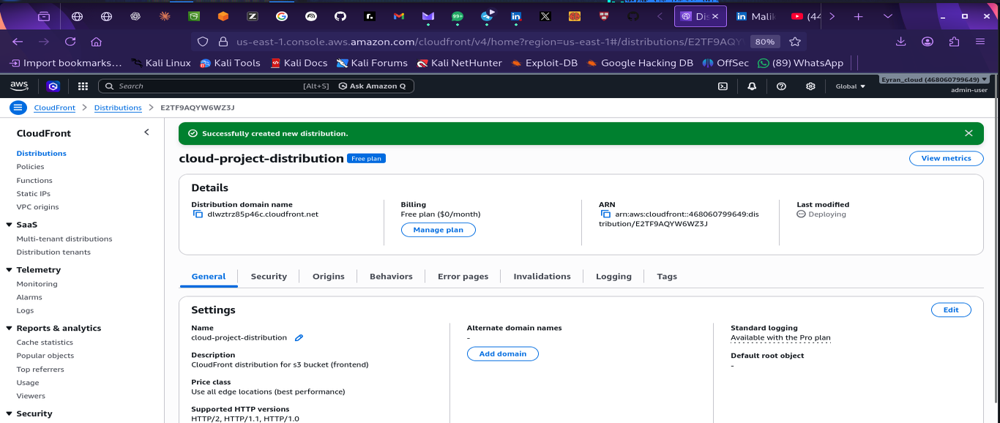 Dis
Malik
(44
us-east-1.console.aws.amazon.com/cloudfront/v4/home?region=us-east-1#/distributions/E2TF9AQYW
80%
Import bookmarks...
Kali Linux
Kali Tools
Kali Docs
Kali Forums
Kali NetHunter
Exploit-DB
Google Hacking DB
OffSec
(89) WhatsApp
aws
Search
[Alt+S]
Ask Amazon Q
Global
Eyran_cloud (468060799649)
admin-user
CloudFront
Distributions
E2TF9AQYW6WZ3J
CloudFront
Distributions
Policies
Functions
Static IPs
VPC origins
SaaS
Multi-tenant distributions
Distribution tenants
Telemetry
Monitoring
Alarms
Logs
Reports & analytics
Cache statistics
Popular objects
Top referrers
Usage
Viewers
Security
Successfully created new distribution.
cloud-project-distribution
Free plan
View metrics
Details
Distribution domain name
dlwztrz85p46c.cloudfront.net
Billing
Free plan ($0/month)
Manage plan
ARN
arn:aws:cloudfront::468060799649:dis
tribution/E2TF9AQYW6WZ3J
Last modified
Deploying
General
Security
Origins
Behaviors
Error pages
Invalidations
Logging
Tags
Settings
Edit
Name
cloud-project-distribution
Description
CloudFront distribution for s3 bucket (frontend)
Price class
Use all edge locations (best performance)
Supported HTTP versions
HTTP/2, HTTP/1.1, HTTP/1.0
Alternate domain names
-
Add domain
Standard logging
Available with the Pro plan
Default root object
-